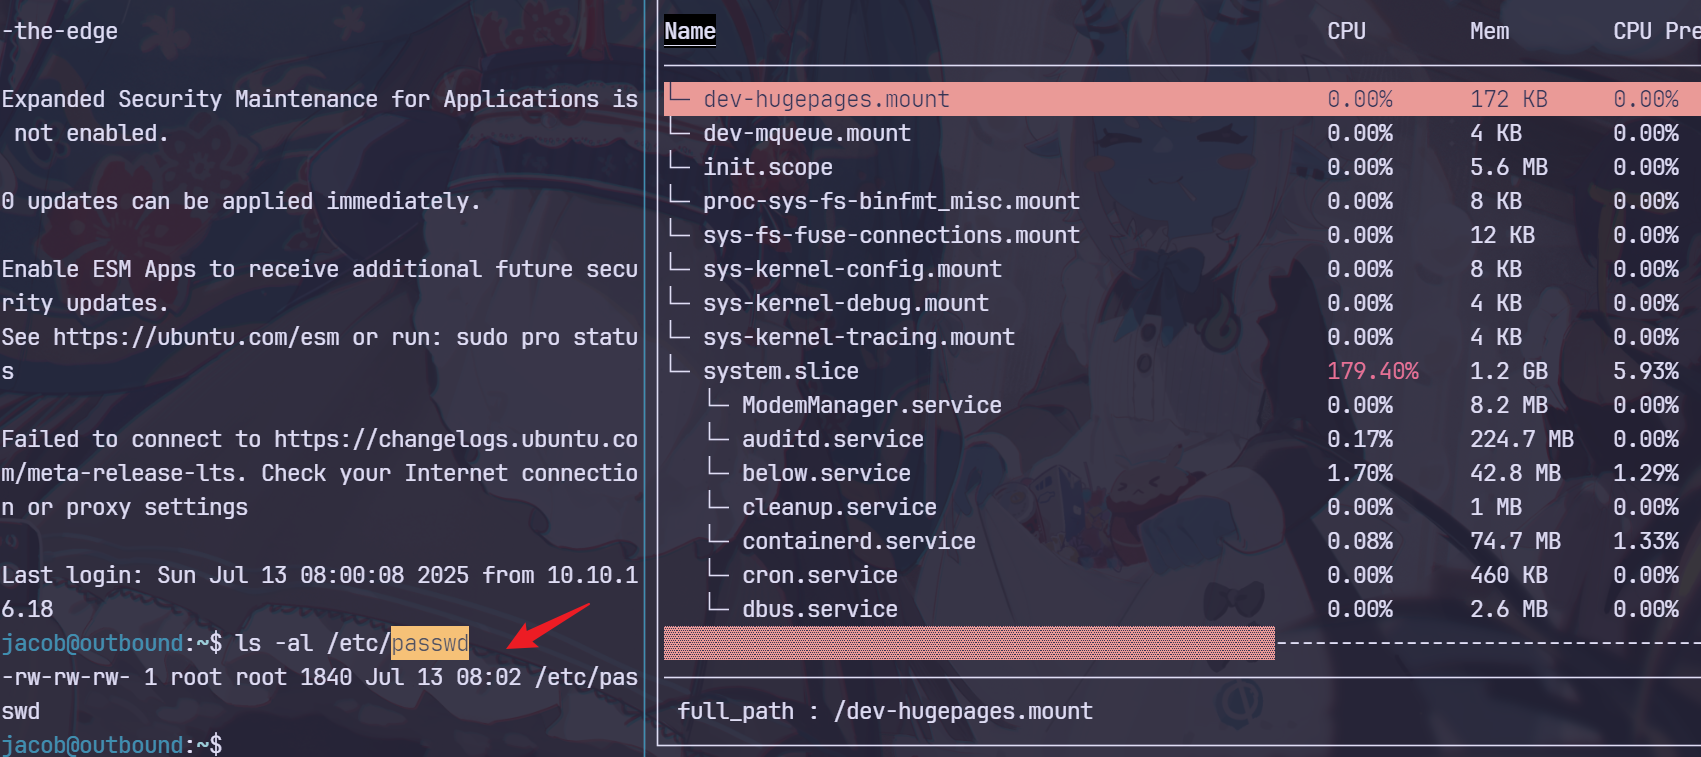 -the-edge
Expanded Security Maintenance for Applications is
 not enabled.
0 updates can be applied immediately.
Enable ESM Apps to receive additional future secu
rity updates.
See https://ubuntu.com/esm or run: sudo pro statu
s
Failed to connect to https://changelogs.ubuntu.co
m/meta-release-lts. Check your Internet connectio
n or proxy settings
Last login: Sun Jul 13 08:00:08 2025 from 10.10.1
6.18
jacob@outbound:~$ ls -al /etc/passwd
-rw-rw-rw- 1 root root 1840 Jul 13 08:02 /etc/pas
swd
jacob@outbound:~$
Name CPU Mem CPU Pre
└─ dev-hugepages.mount 0.00% 172 KB 0.00%
└─ dev-mqueue.mount 0.00% 4 KB 0.00%
└─ init.scope 0.00% 5.6 MB 0.00%
└─ proc-sys-fs-binfmt_misc.mount 0.00% 8 KB 0.00%
└─ sys-fs-fuse-connections.mount 0.00% 12 KB 0.00%
└─ sys-kernel-config.mount 0.00% 8 KB 0.00%
└─ sys-kernel-debug.mount 0.00% 4 KB 0.00%
└─ sys-kernel-tracing.mount 0.00% 4 KB 0.00%
└─ system.slice 179.40% 1.2 GB 5.93%
└─ ModemManager.service 0.00% 8.2 MB 0.00%
└─ auditd.service 0.17% 224.7 MB 0.00%
└─ below.service 1.70% 42.8 MB 1.29%
└─ cleanup.service 0.00% 1 MB 0.00%
└─ containerd.service 0.08% 74.7 MB 1.33%
└─ cron.service 0.00% 460 KB 0.00%
└─ dbus.service 0.00% 2.6 MB 0.00%
full_path : /dev-hugepages.mount